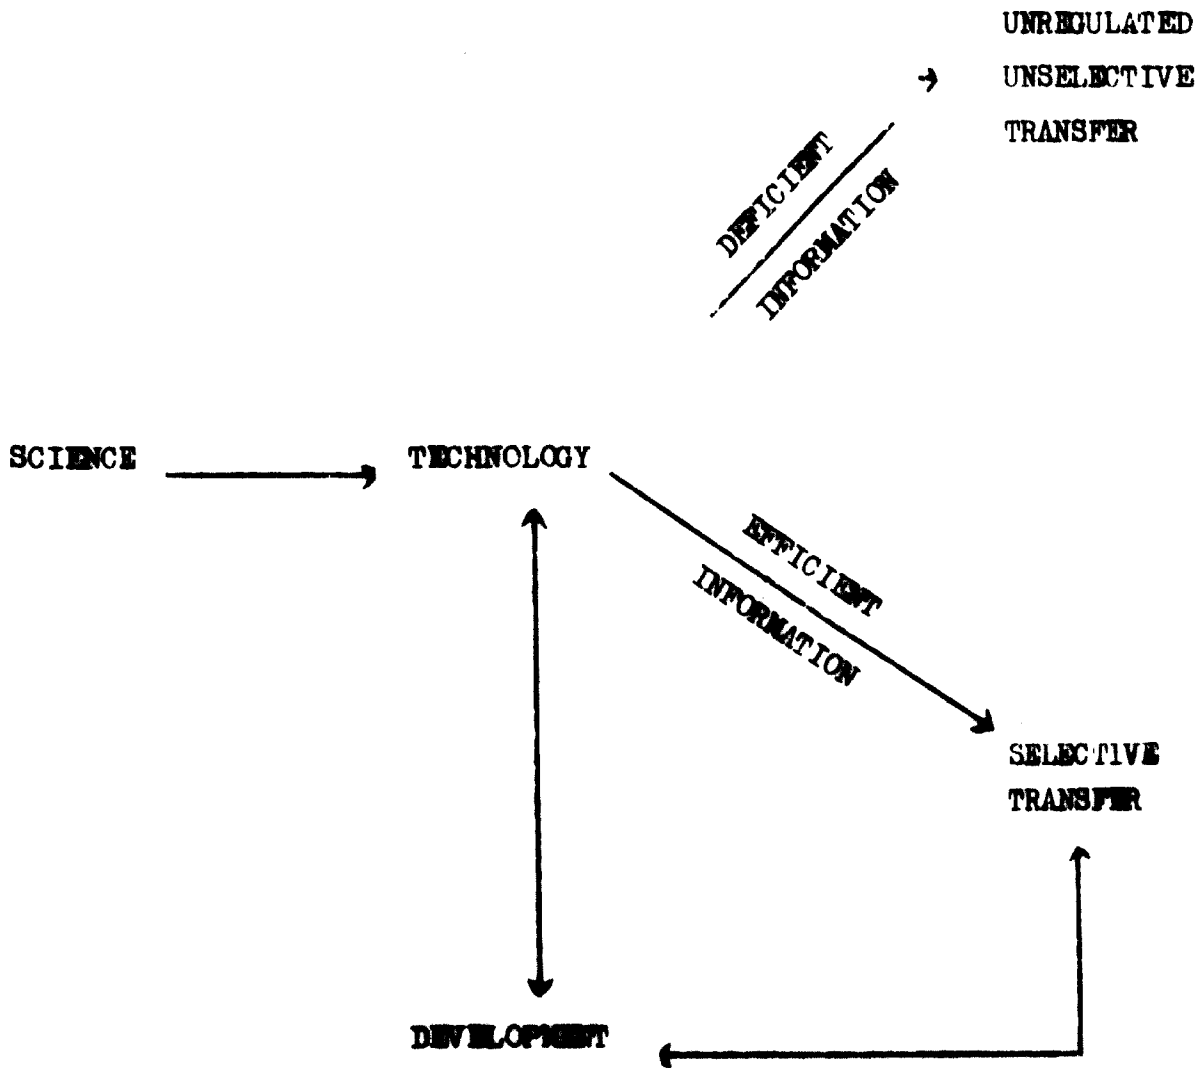 UNREGULATED
UNSELECTIVE
TRANSFER
DEFICIENT
INFORMATION
SCIENCE
TECHNOLOGY
EFFICIENT
INFORMATION
SELECTIVE
TRANSFER
DEVELOPMENT